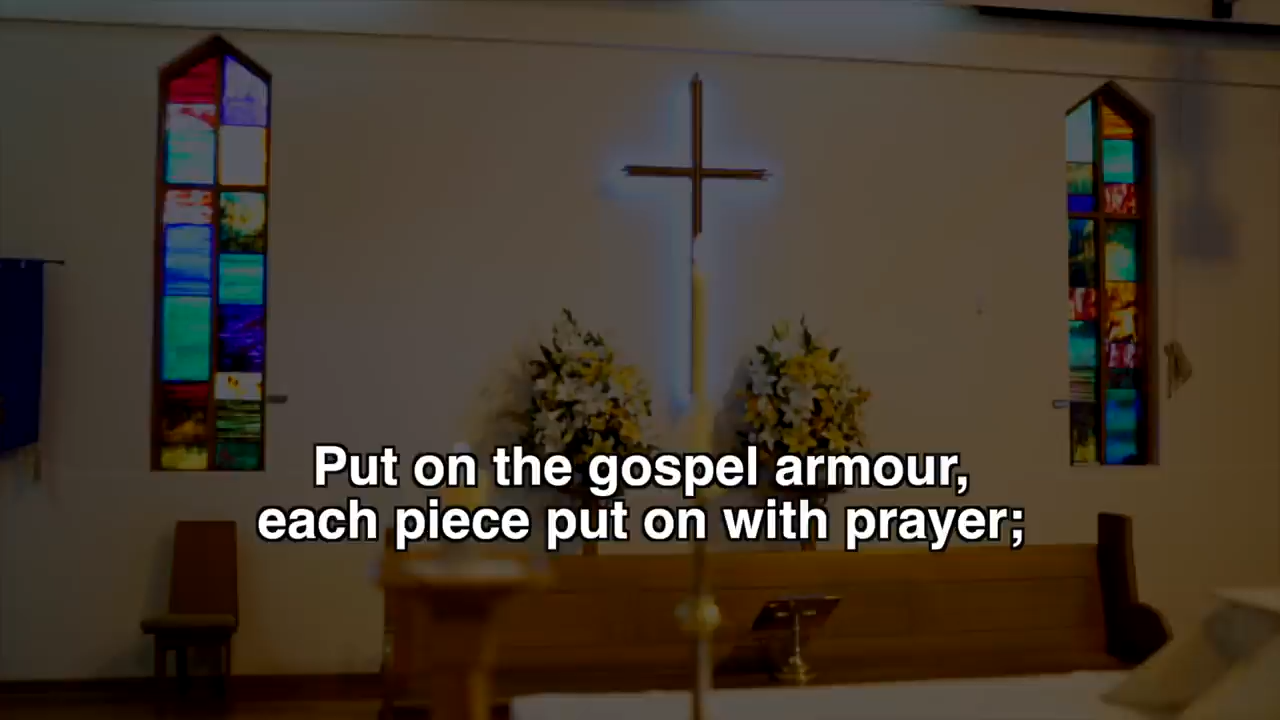 Put on the gospel armour,
each piece put on with prayer;